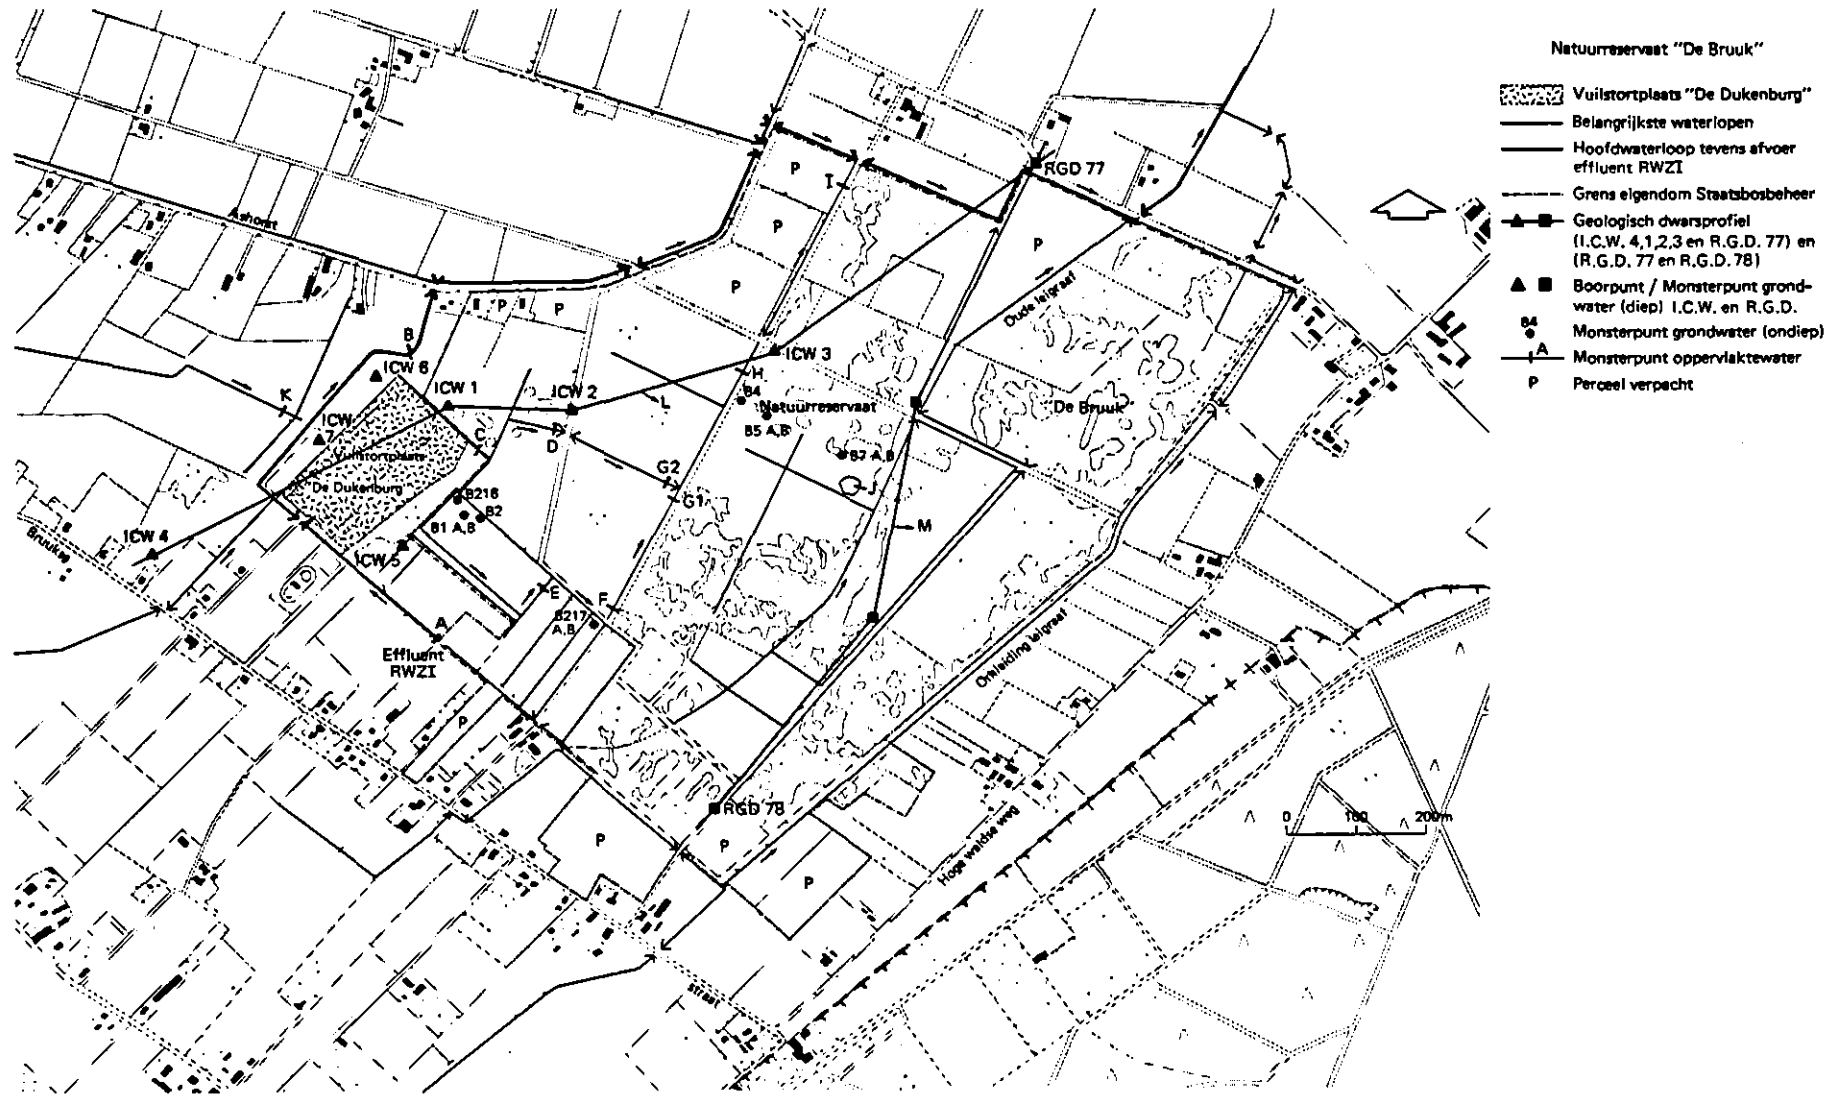 Natuurreservaat "De Bruuk"
Vuilstortplaats "De Dukenburg"
Belangrijkste waterlopen
Hoofdwaterloop tevens afvoer
effluent RWZI
Grens eigendom Staatsbosbeheer
Geologisch dwarsprofiel
(I.C.W. 4,1,2,3 en R.G.D. 77) en
(R.G.D. 77 en R.G.D. 78)
Boorpunt / Monsterpunt grond-
water (diep) I.C.W. en R.G.D.
B4
Monsterpunt grondwater (ondiep)
A
Monsterpunt oppervlaktewater
P Perceel verpacht
RGD 77
P
I
P
Ashorst
P
P
P
P
P
Oude leigraaf
B
ICW 3
ICW 6
H
ICW 1
ICW 2
B4
L
K
Natuurreservaat
"De Bruuk"
B5 A,B
ICW
7
C
D
Vuilstortplaats
B7 A,B
G2
De Dukenburg
J
B216
G1
B2
B1 A,B
M
ICW 4
Bruukse
ICW 5
E
F
B217
A,B
A
Effluent
RWZI
Omleiding leigraaf
P
RGD 78
0 100 200m
P
P
P
Hoge waldse weg
straat